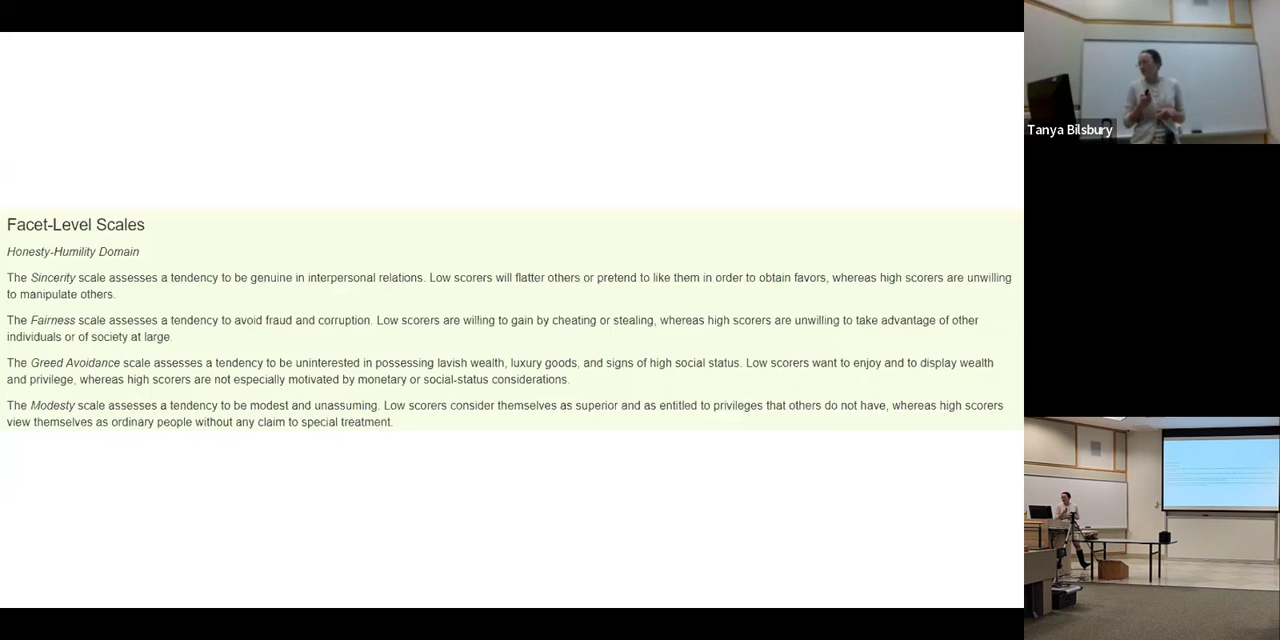 Facet-Level Scales
Honesty-Humility Domain
The Sincerity scale assesses a tendency to be genuine in interpersonal relations. Low scorers will flatter others or pretend to like them in order to obtain favors, whereas high scorers are unwilling
to manipulate others.
The Fairness scale assesses a tendency to avoid fraud and corruption. Low scorers are willing to gain by cheating or stealing, whereas high scorers are unwilling to take advantage of other
individuals or of society at large.
The Greed Avoidance scale assesses a tendency to be uninterested in possessing lavish wealth, luxury goods, and signs of high social status. Low scorers want to enjoy and to display wealth
and privilege, whereas high scorers are not especially motivated by monetary or social-status considerations.
The Modesty scale assesses a tendency to be modest and unassuming. Low scorers consider themselves as superior and as entitled to privileges that others do not have, whereas high scorers
view themselves as ordinary people without any claim to special treatment.
Tanya Bilsbury